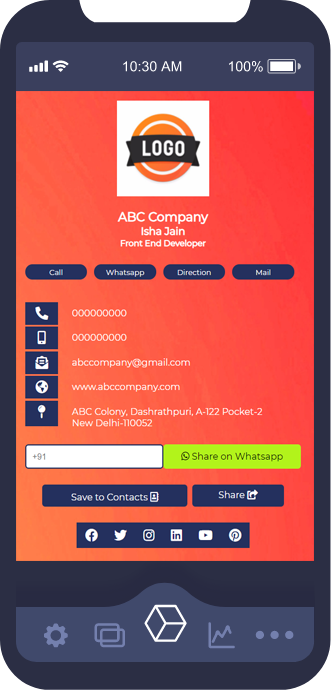 10:30 AM
100%
LOGO
ABC Company
Isha Jain
Front End Developer
Call
Whatsapp
Direction
Mail
000000000
000000000
abccompany@gmail.com
www.abccompany.com
ABC Colony, Dashrathpuri, A-122 Pocket-2
New Delhi-110052
+91
Share on Whatsapp
Save to Contacts
Share